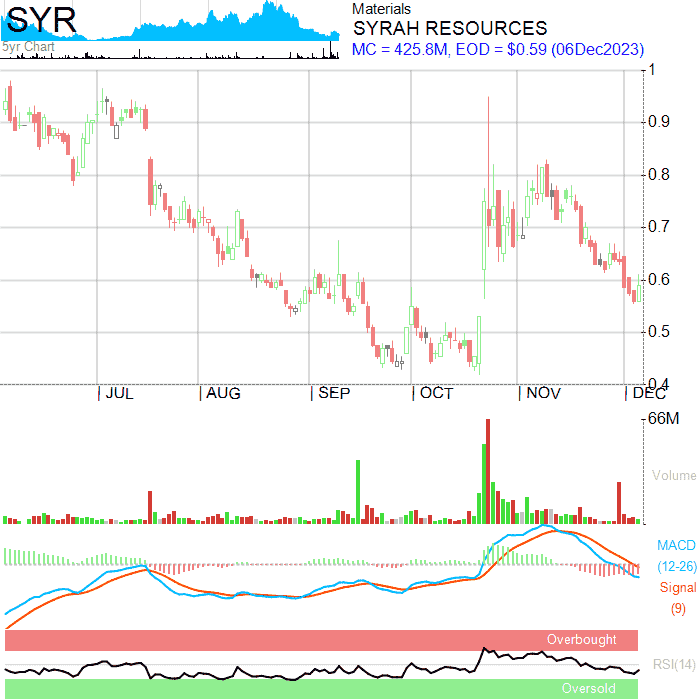 SYR
5yr Chart
Materials
SYRAH RESOURCES
MC = 425.8M, EOD = $0.59 (06Dec2023)
1
0.9
0.8
0.7
0.6
0.5
0.4
JUL AUG SEP OCT NOV DEC
66M
Volume
MACD
(12-26)
Signal
(9)
Overbought
RSI(14)
Oversold